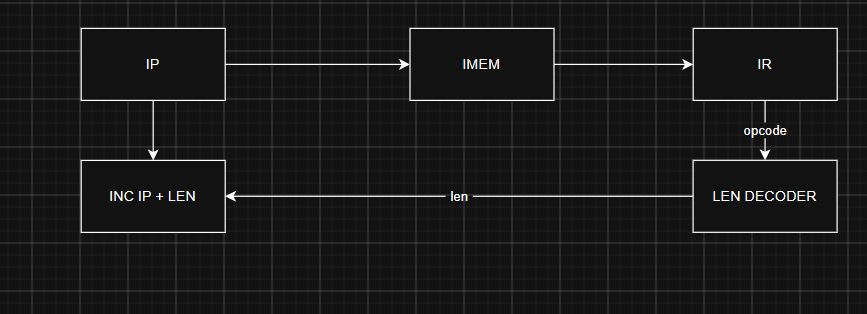 IP
IMEM
IR
opcode
INC IP + LEN
len
LEN DECODER